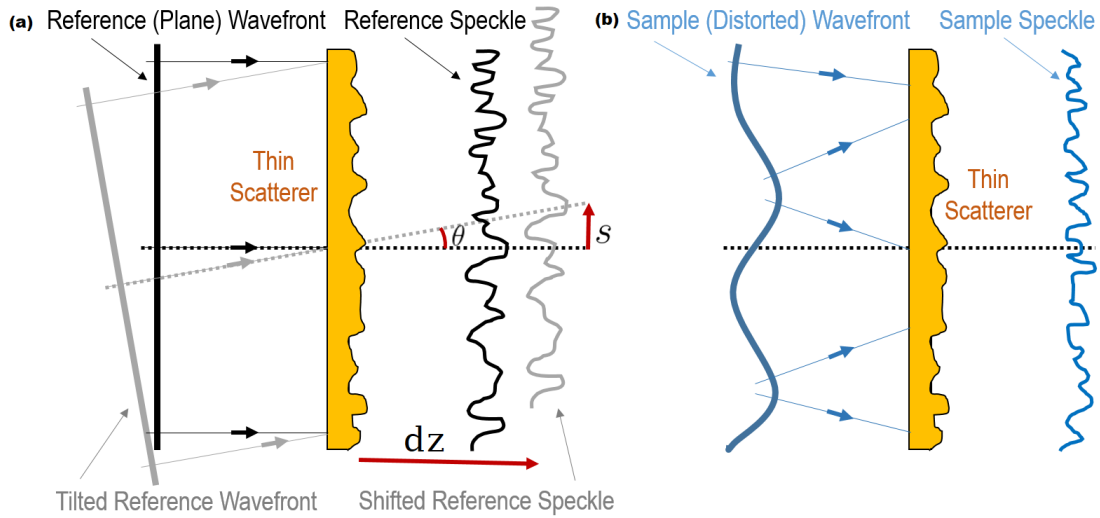 (a)
Reference (Plane) Wavefront
Reference Speckle
Thin
Scatterer
θ
s
dz
Tilted Reference Wavefront
Shifted Reference Speckle
(b)
Sample (Distorted) Wavefront
Sample Speckle
Thin
Scatterer